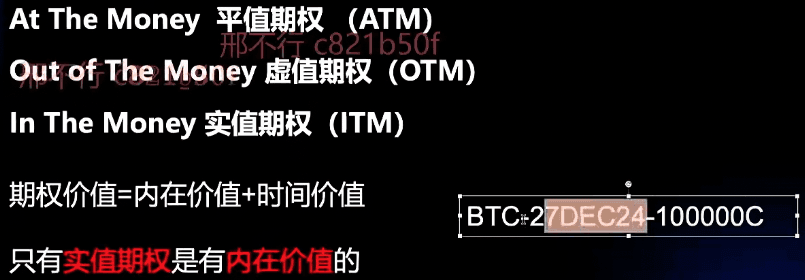 At The Money 平值期权 （ATM）
邢不行 c821b50f
Out of The Money 虚值期权（OTM）
邢不行 c821b50f
In The Money 实值期权（ITM）
期权价值=内在价值+时间价值
BTC-27DEC24-100000C
只有实值期权是有内在价值的